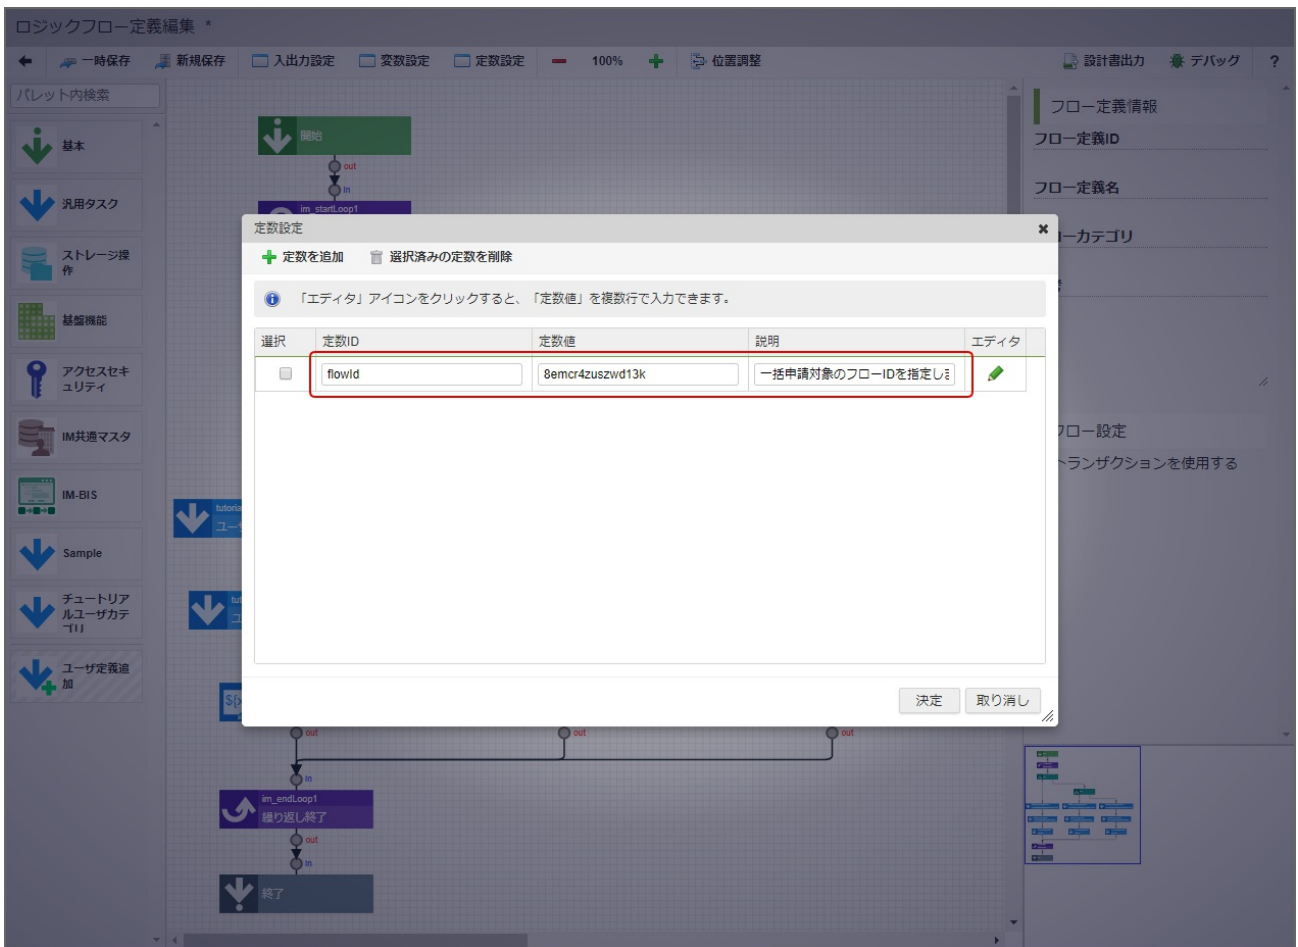 ロジックフロー定義編集 *
一時保存 新規保存 入出力設定 変数設定 定数設定 100% 位置調整 設計書出力 デバッグ ?
パレット内検索
基本
汎用タスク
ストレージ操
作
基盤機能
アクセスセキ
ュリティ
IM共通マスタ
IM-BIS
Sample
チュートリア
ルユーザカテ
ゴリ
ユーザ定義追
加
開始
out
in
im_startLoop1
定数設定
定数を追加 選択済みの定数を削除
「エディタ」アイコンをクリックすると、「定数値」を複数行で入力できます。
選択 定数ID 定数値 説明 エディタ
flowId 8emcr4zuszwd13k 一括申請対象のフローIDを指定しま
決定 取り消し
out out out
in
im_endLoop1
繰り返し終了
out
in
終了
フロー定義情報
フロー定義ID
フロー定義名
ーカテゴリ
フロー設定
トランザクションを使用する